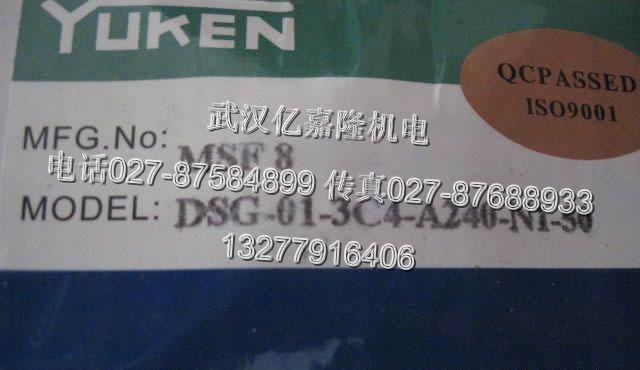 YUKEN
QCPASSED
ISO9001
武汉亿嘉隆机电
MFG.No: MSF 8
电话027-87584899 传真027-87688933
MODEL: DSG-01-3C4-A240-N1-50
13277916406